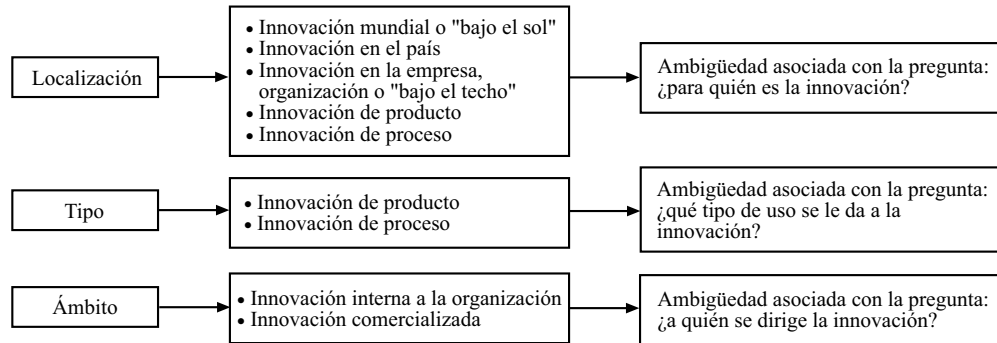 Localización
• Innovación mundial o "bajo el sol"
• Innovación en el país
• Innovación en la empresa,
organización o "bajo el techo"
• Innovación de producto
• Innovación de proceso
Ambigüedad asociada con la pregunta:
¿para quién es la innovación?
Tipo
• Innovación de producto
• Innovación de proceso
Ambigüedad asociada con la pregunta:
¿qué tipo de uso se le da a la
innovación?
Ámbito
• Innovación interna a la organización
• Innovación comercializada
Ambigüedad asociada con la pregunta:
¿a quién se dirige la innovación?